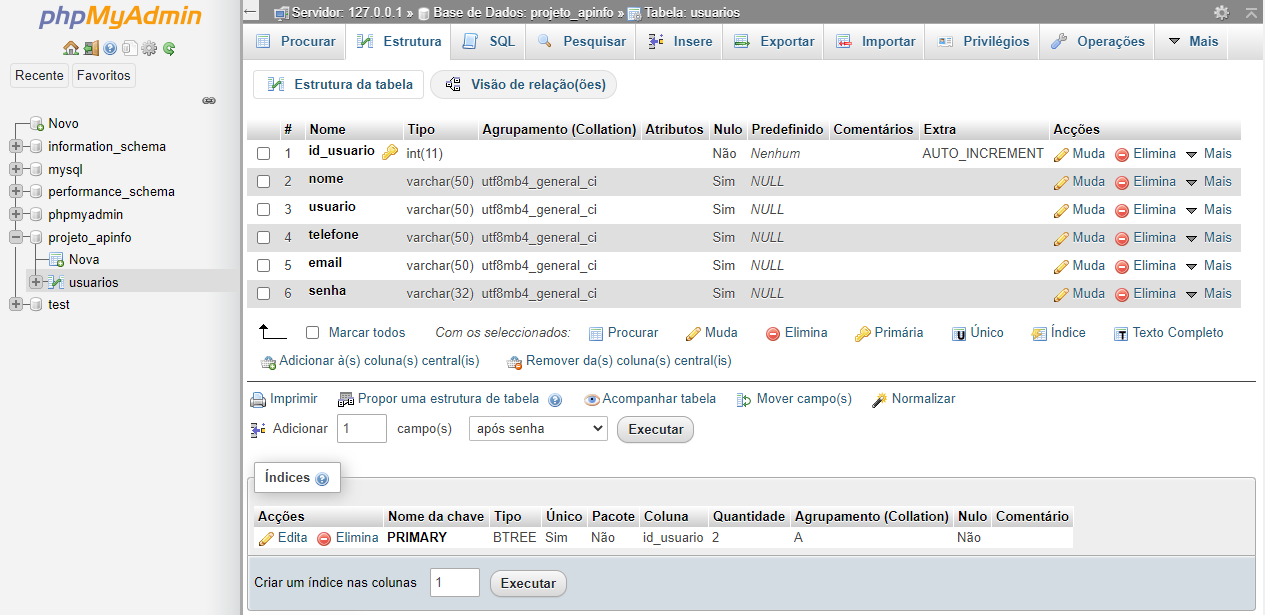 phpMyAdmin
Recente Favoritos
Novo
information_schema
mysql
performance_schema
phpmyadmin
projeto_apinfo
Nova
usuarios
test
Servidor: 127.0.0.1 » Base de Dados: projeto_apinfo » Tabela: usuarios
Procurar Estrutura SQL Pesquisar Insere Exportar Importar Privilégios Operações Mais
Estrutura da tabela Visão de relação(ões)
# Nome Tipo Agrupamento (Collation) Atributos Nulo Predefinido Comentários Extra Acções
1 id_usuario int(11) Não Nenhum AUTO_INCREMENT Muda Elimina Mais
2 nome varchar(50) utf8mb4_general_ci Sim NULL Muda Elimina Mais
3 usuario varchar(50) utf8mb4_general_ci Sim NULL Muda Elimina Mais
4 telefone varchar(50) utf8mb4_general_ci Sim NULL Muda Elimina Mais
5 email varchar(50) utf8mb4_general_ci Sim NULL Muda Elimina Mais
6 senha varchar(32) utf8mb4_general_ci Sim NULL Muda Elimina Mais
Marcar todos Com os seleccionados: Procurar Muda Elimina Primária Único Índice Texto Completo
Adicionar à(s) coluna(s) central(is) Remover da(s) coluna(s) central(is)
Imprimir Propor uma estrutura de tabela Acompanhar tabela Mover campo(s) Normalizar
Adicionar 1 campo(s) após senha Executar
Índices
Acções Nome da chave Tipo Único Pacote Coluna Quantidade Agrupamento (Collation) Nulo Comentário
Edita Elimina PRIMARY BTREE Sim Não id_usuario 2 A Não
Criar um índice nas colunas 1 Executar